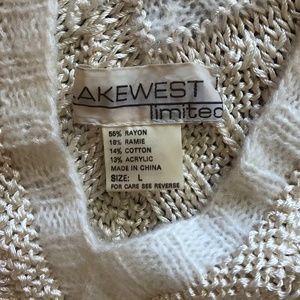 AKEWEST
limited
55% RAYON
18% RAMIE
14% COTTON
13% ACRYLIC
MADE IN CHINA
SIZE: L
FOR CARE SEE REVERSE